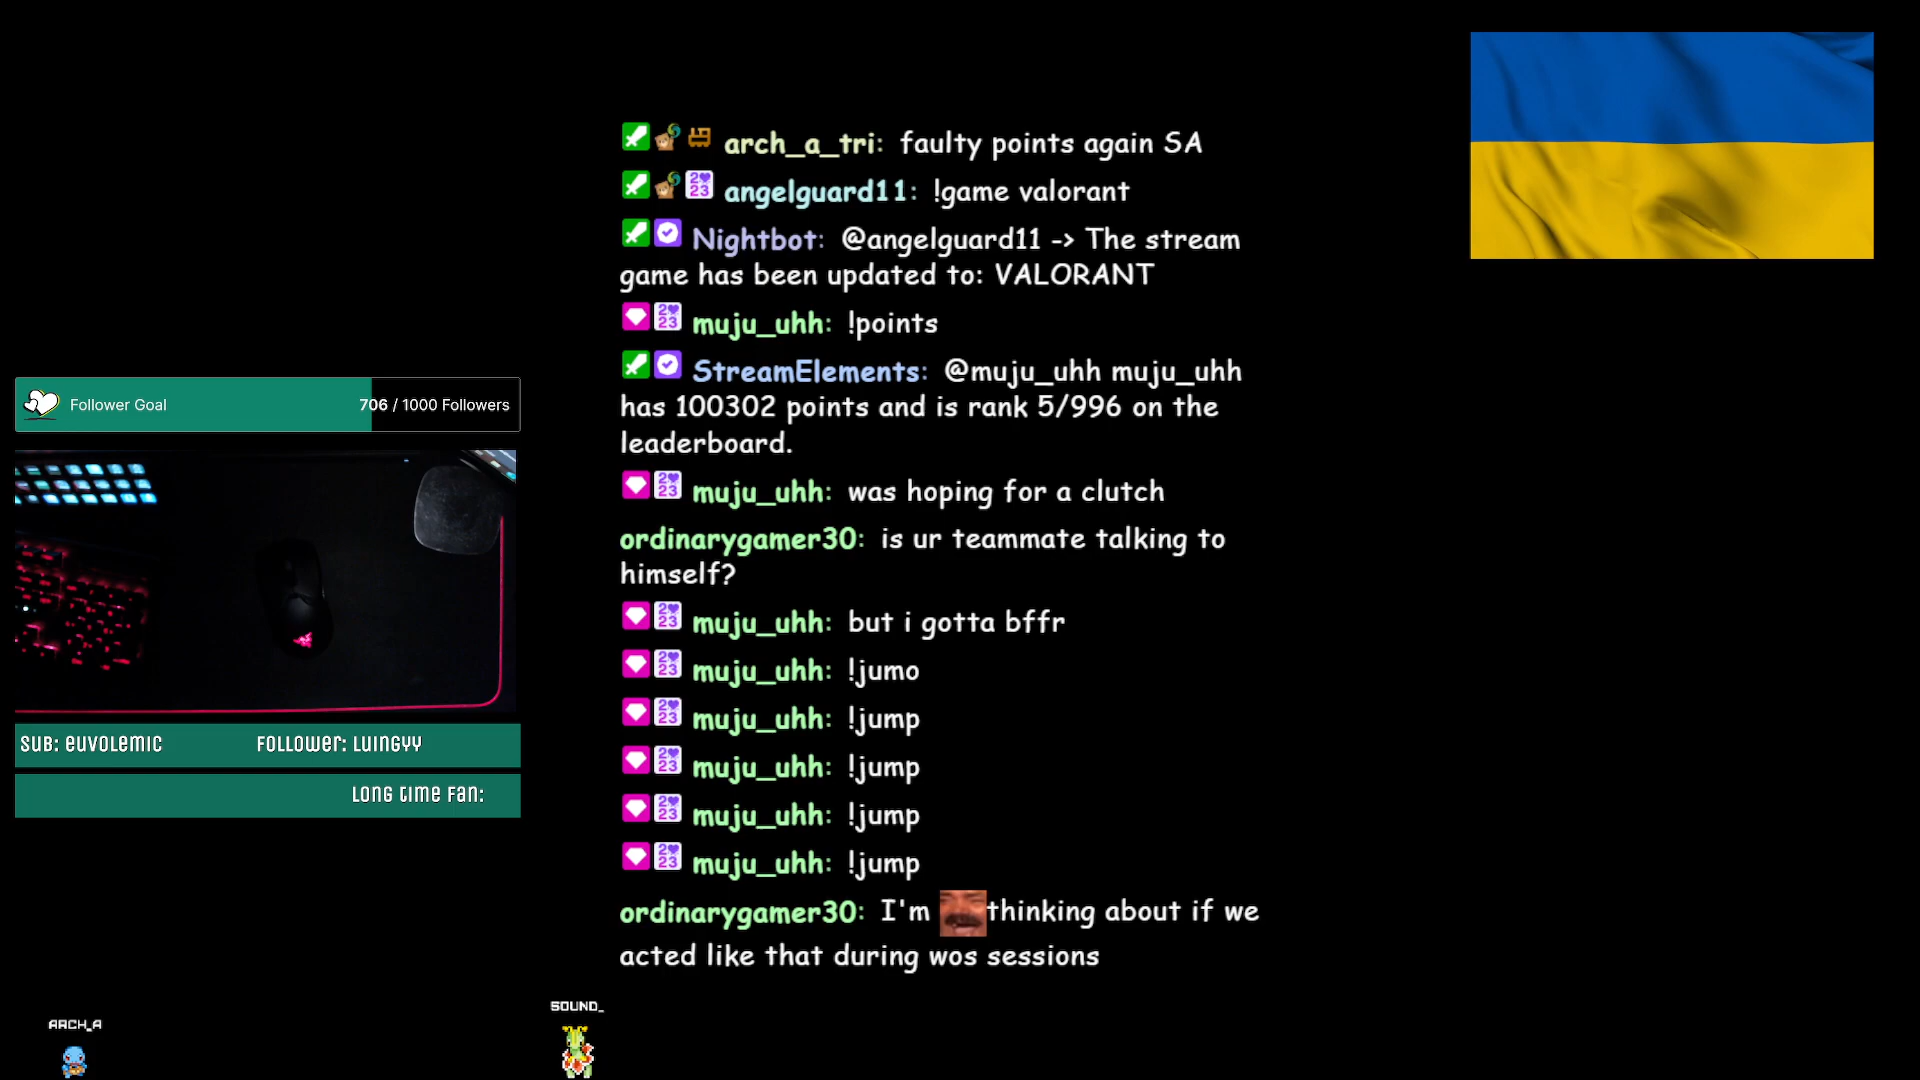 arch_a_tri: faulty points again SA
angelguard11: !game valorant
Nightbot: @angelguard11 -> The stream
game has been updated to: VALORANT
muju_uhh: !points
StreamElements: @muju_uhh muju_uhh
has 100302 points and is rank 5/996 on the
leaderboard.
muju_uhh: was hoping for a clutch
ordinarygamer30: is ur teammate talking to
himself?
muju_uhh: but i gotta bffr
muju_uhh: !jumo
muju_uhh: !jump
muju_uhh: !jump
muju_uhh: !jump
muju_uhh: !jump
ordinarygamer30: I'm thinking about if we
acted like that during wos sessions
Follower Goal 706 / 1000 Followers
Sub: euvolemic Follower: luingyy
Long time fan:
ARCH_A
SOUND_